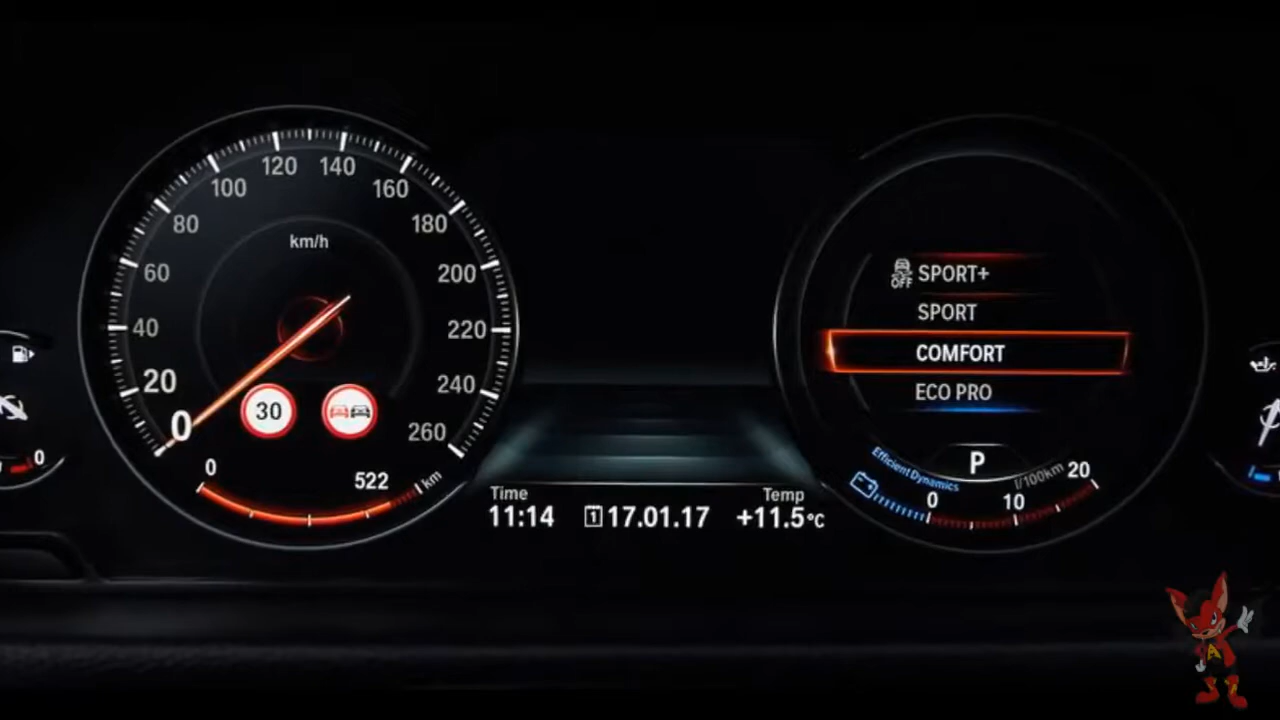 120 140
100 160
80 180
km/h
60 200
40 220
20 240
0 260
30
0 522 km
0
SPORT+
OFF
SPORT
COMFORT
ECO PRO
P
EfficientDynamics
l/100km
0 10 20
Time Temp
11:14 1 17.01.17 +11.5°C